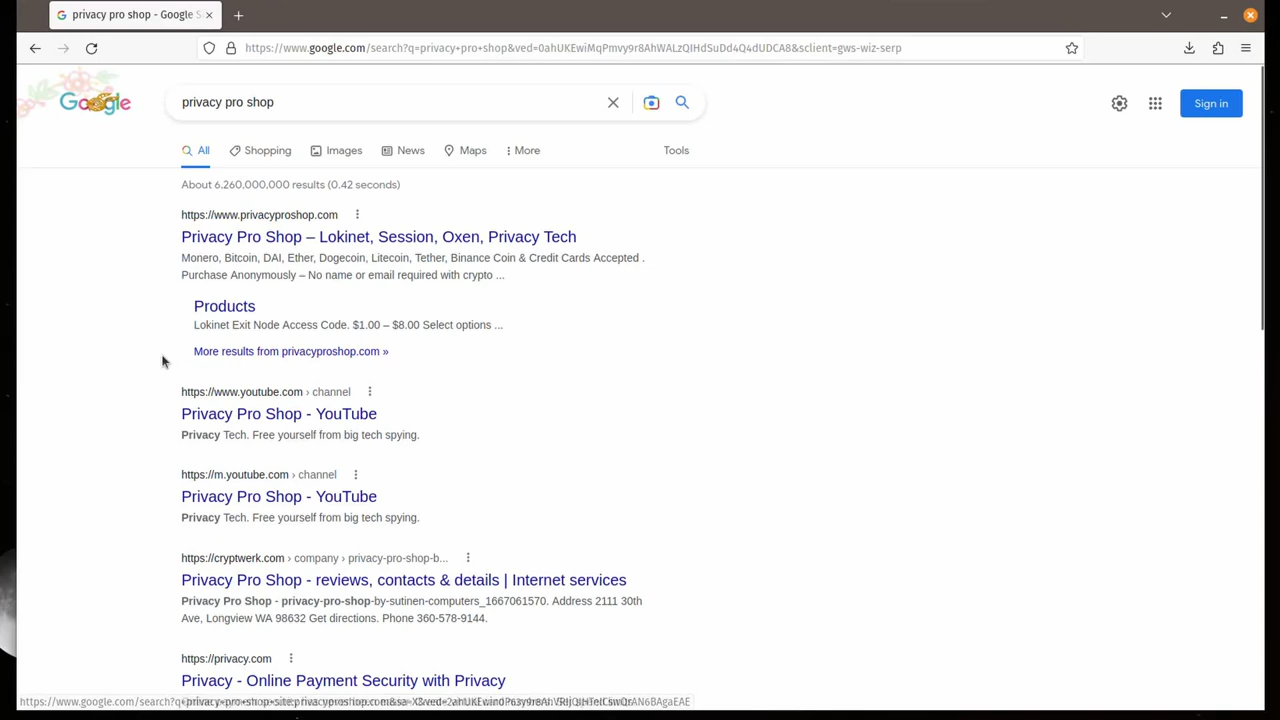 privacy pro shop - Google S
https://www.google.com/search?q=privacy+pro+shop&ved=0ahUKEwiMqPmvy9r8AhWALzQIHdSuDd4Q4dUDCA8&sclient=gws-wiz-serp
Google
privacy pro shop
Sign in
All
Shopping
Images
News
Maps
More
Tools
About 6,260,000,000 results (0.42 seconds)
https://www.privacyproshop.com
Privacy Pro Shop – Lokinet, Session, Oxen, Privacy Tech
Monero, Bitcoin, DAI, Ether, Dogecoin, Litecoin, Tether, Binance Coin & Credit Cards Accepted .
Purchase Anonymously – No name or email required with crypto ...
Products
Lokinet Exit Node Access Code. $1.00 – $8.00 Select options ...
More results from privacyproshop.com »
https://www.youtube.com › channel
Privacy Pro Shop - YouTube
Privacy Tech. Free yourself from big tech spying.
https://m.youtube.com › channel
Privacy Pro Shop - YouTube
Privacy Tech. Free yourself from big tech spying.
https://cryptwerk.com › company › privacy-pro-shop-b...
Privacy Pro Shop - reviews, contacts & details | Internet services
Privacy Pro Shop - privacy-pro-shop-by-sutinen-computers_1667061570. Address 2111 30th
Ave, Longview WA 98632 Get directions. Phone 360-578-9144.
https://privacy.com
Privacy - Online Payment Security with Privacy